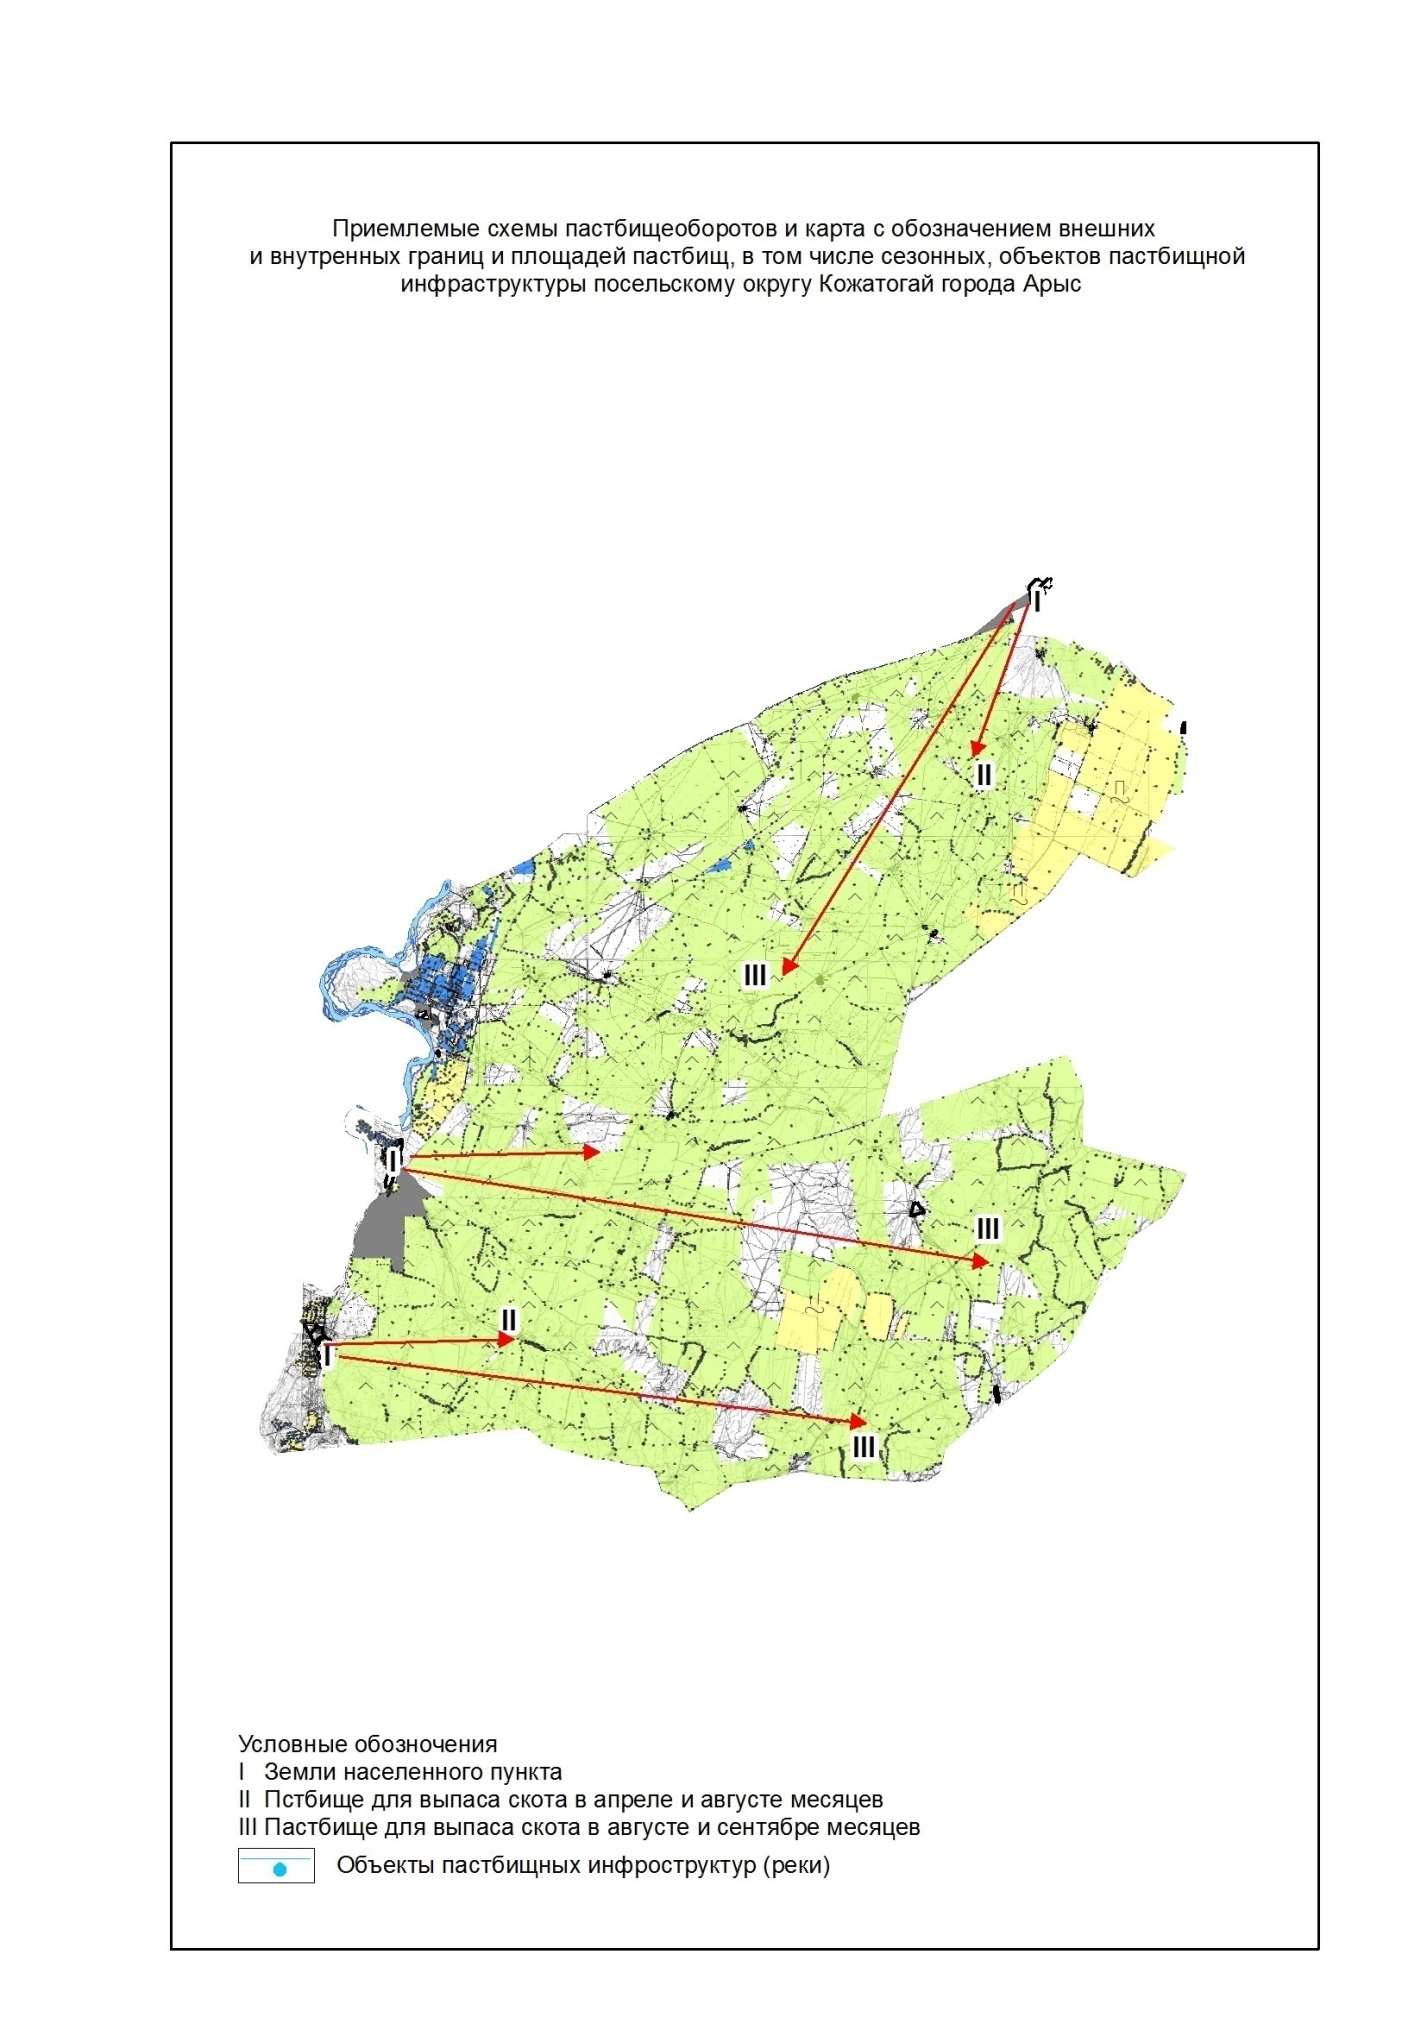 Приемлемые схемы пастбищеоборотов и карта с обозначением внешних
и внутренных границ и площадей пастбищ, в том числе сезонных, объектов пастбищной
инфраструктуры посельскому округу Кожатогай города Арыс
I
II
III
I
III
II
I
III
Условные обозночения
I Земли населенного пункта
II Пстбище для выпаса скота в апреле и августе месяцев
III Пастбище для выпаса скота в августе и сентябре месяцев
Объекты пастбищных инфроструктур (реки)